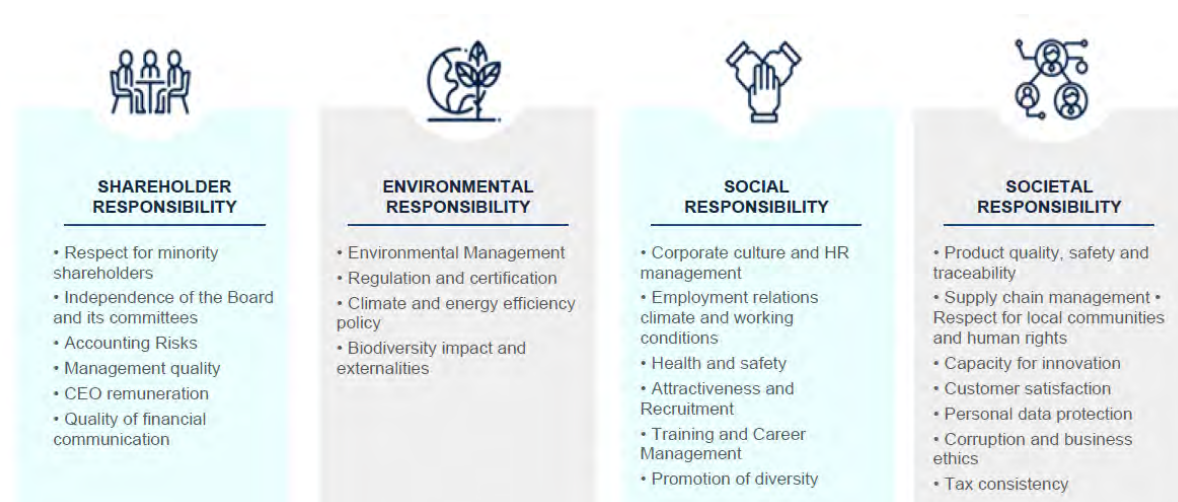 SHAREHOLDER
RESPONSIBILITY
• Respect for minority
shareholders
• Independence of the Board
and its committees
• Accounting Risks
• Management quality
• CEO remuneration
• Quality of financial
communication
ENVIRONMENTAL
RESPONSIBILITY
• Environmental Management
• Regulation and certification
• Climate and energy efficiency
policy
• Biodiversity impact and
externalities
SOCIAL
RESPONSIBILITY
• Corporate culture and HR
management
• Employment relations
climate and working
conditions
• Health and safety
• Attractiveness and
Recruitment
• Training and Career
Management
• Promotion of diversity
SOCIETAL
RESPONSIBILITY
• Product quality, safety and
traceability
• Supply chain management •
Respect for local communities
and human rights
• Capacity for innovation
• Customer satisfaction
• Personal data protection
• Corruption and business
ethics
• Tax consistency